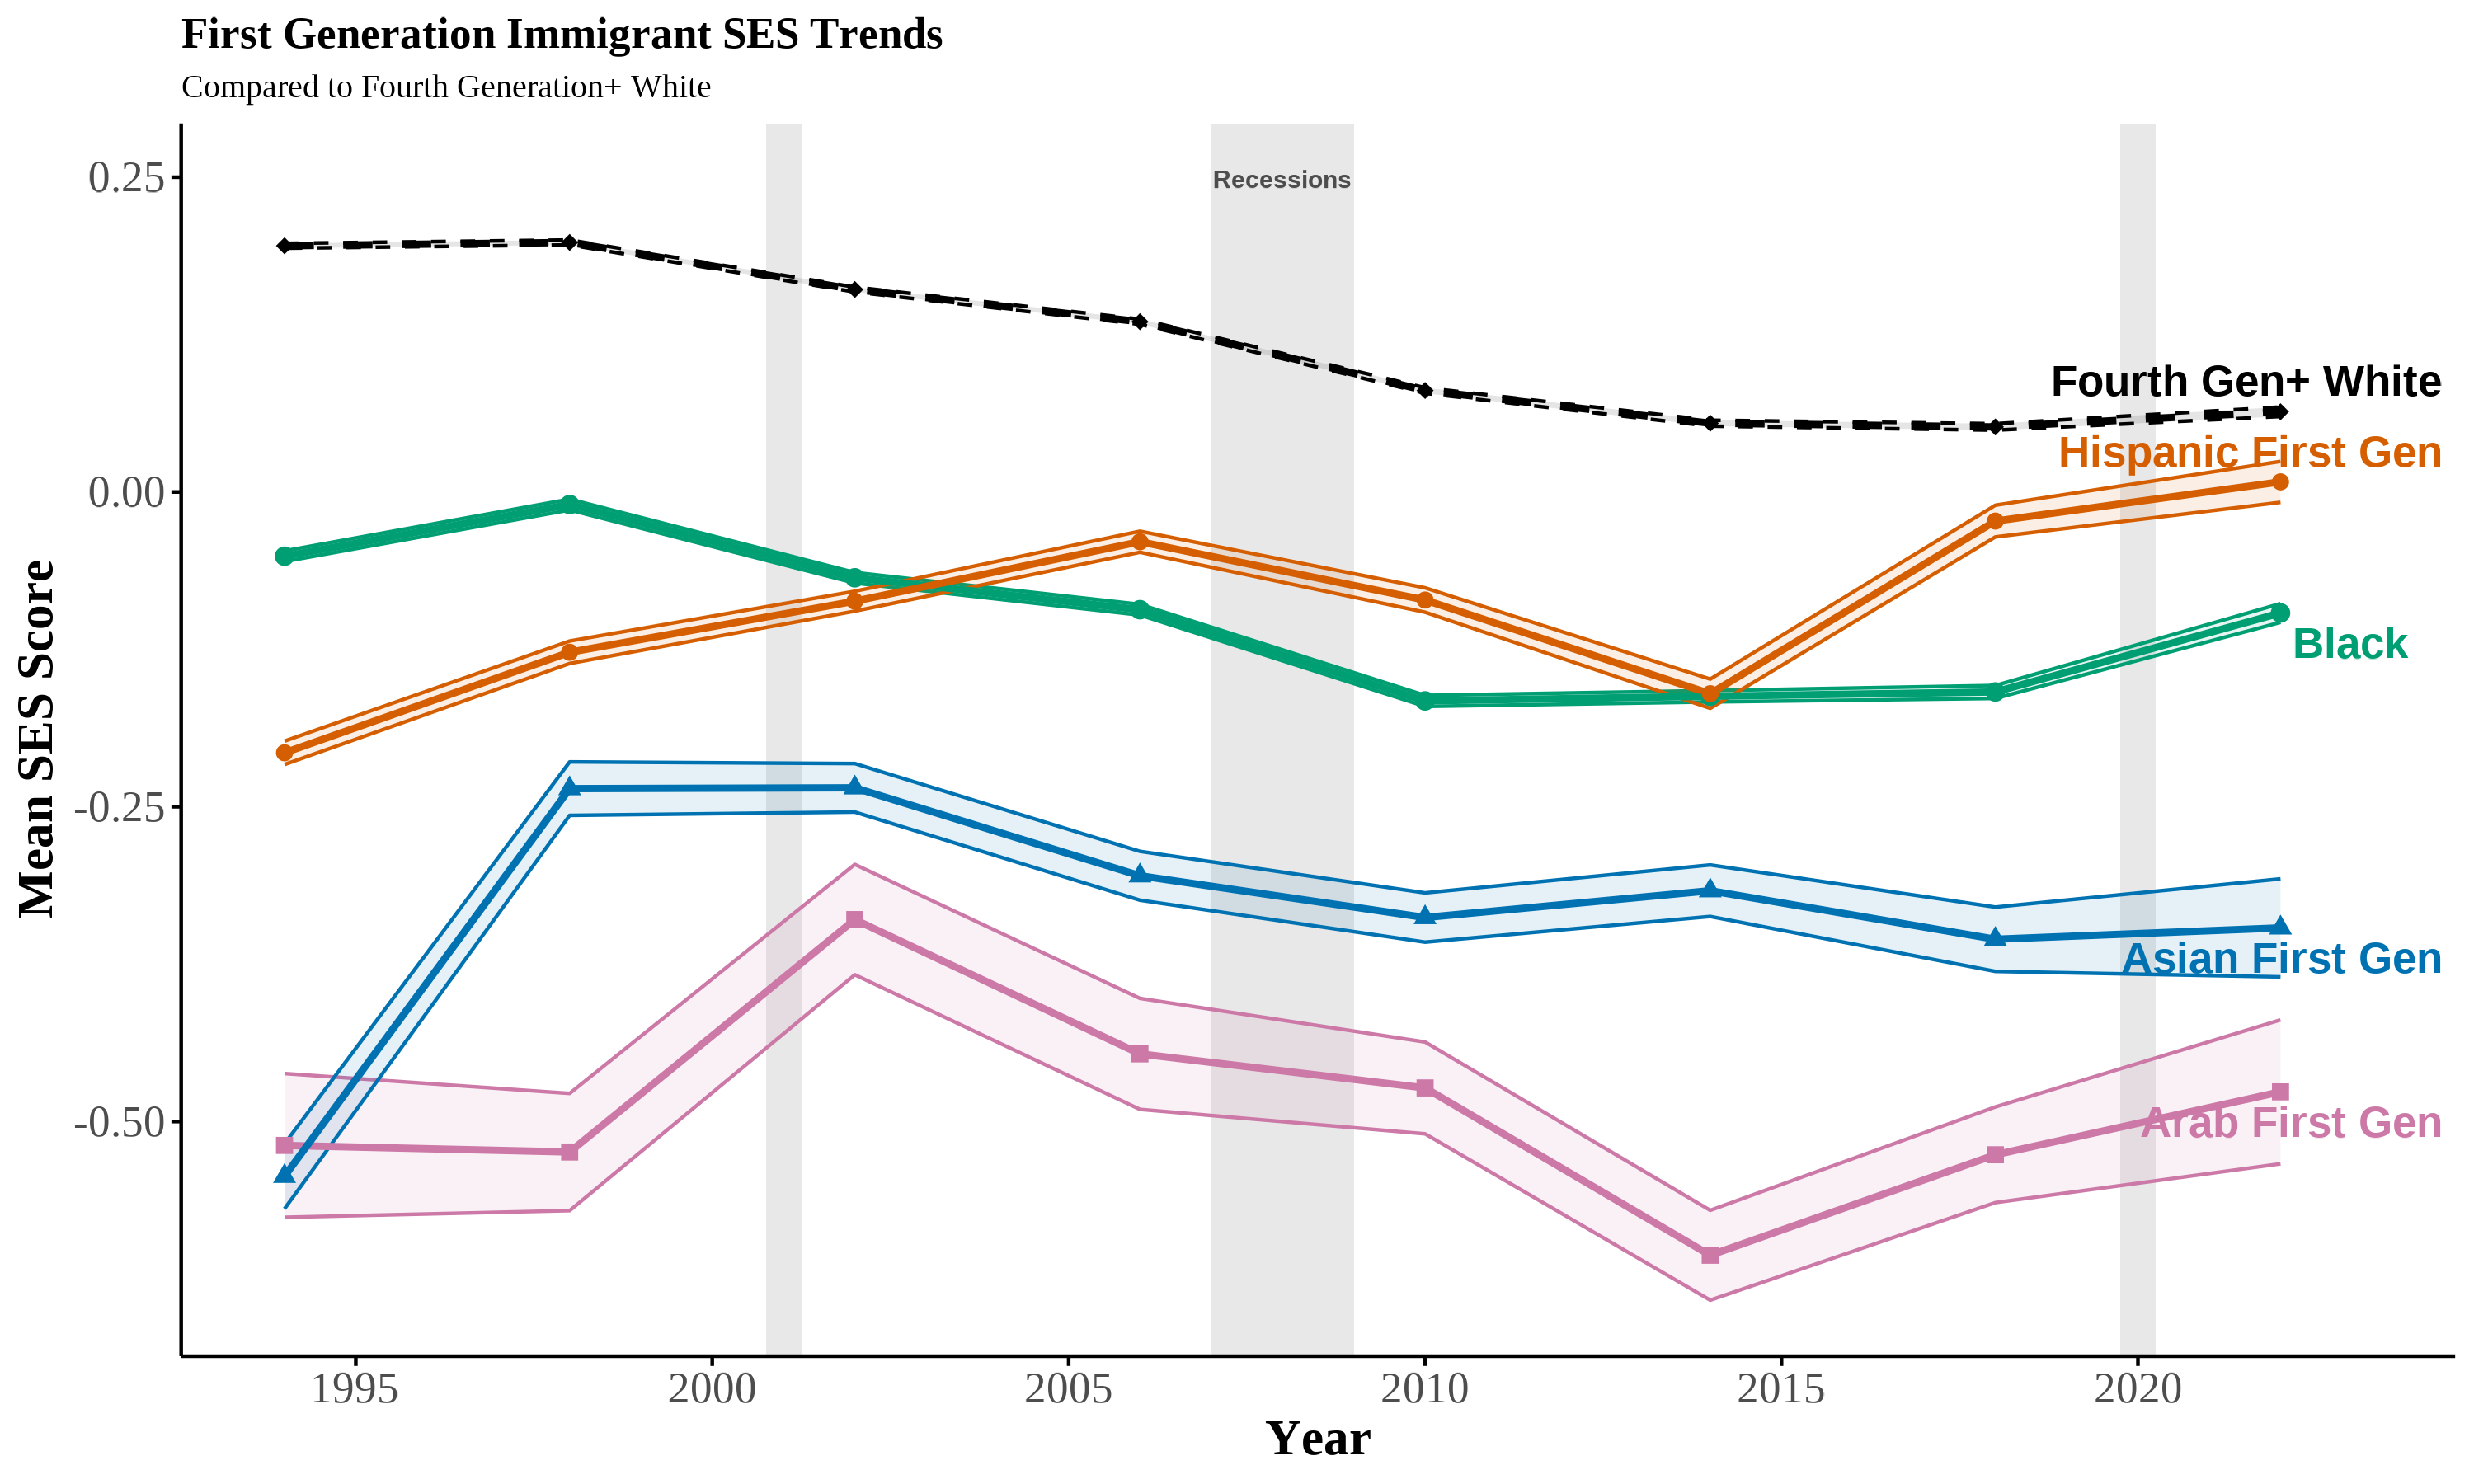 First Generation Immigrant SES Trends
Compared to Fourth Generation+ White
Recessions
0.25
0.00
-0.25
-0.50
Mean SES Score
Fourth Gen+ White
Hispanic First Gen
Black
Asian First Gen
Arab First Gen
1995 2000 2005 2010 2015 2020
Year